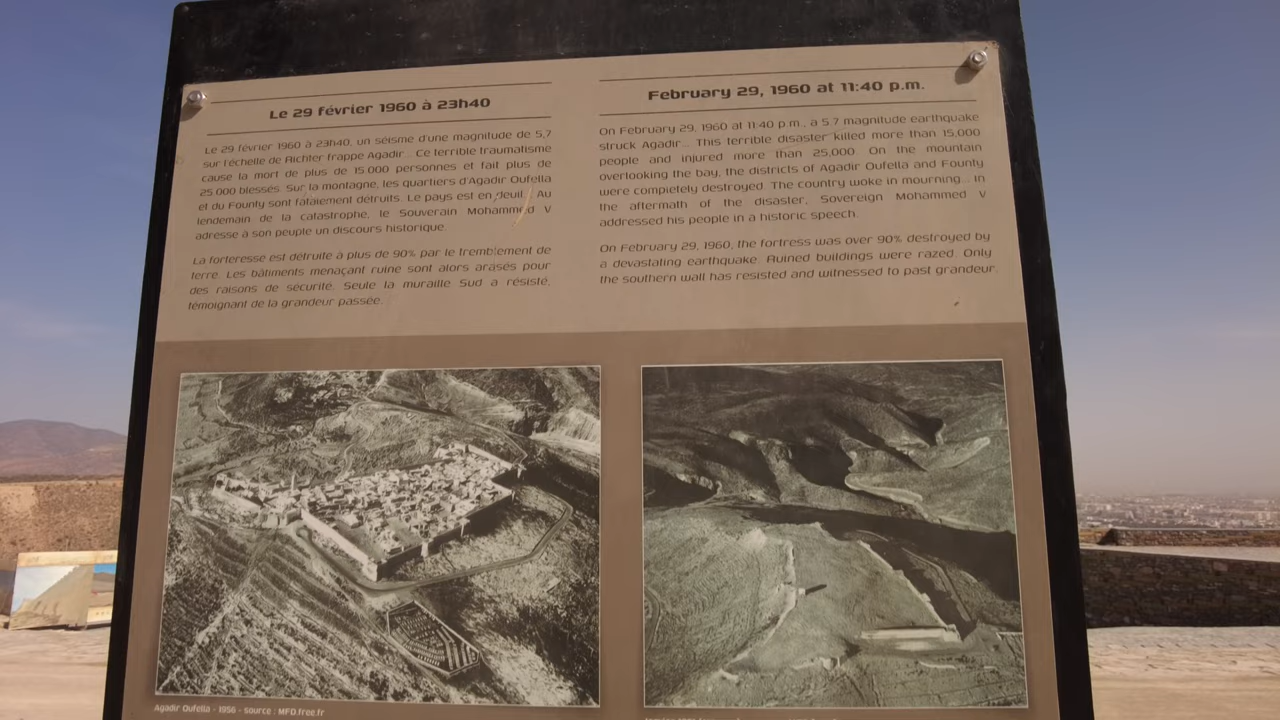 Le 29 février 1960 à 23h40
Le 29 février 1960 à 23h40, un séisme d'une magnitude de 5,7
sur l'échelle de Richter frappe Agadir... Ce terrible traumatisme
cause la mort de plus de 15.000 personnes et fait plus de
25.000 blessés. Sur la montagne, les quartiers d'Agadir Oufella
et du Founty sont fatalement détruits. Le pays est en deuil. Au
lendemain de la catastrophe, le Souverain Mohammed V
adresse à son peuple un discours historique.
La forteresse est détruite à plus de 90% par le tremblement de
terre. Les bâtiments menaçant ruine sont alors arasés pour
des raisons de sécurité. Seule la muraille Sud a résisté,
témoignant de la grandeur passée.
February 29, 1960 at 11:40 p.m.
On February 29, 1960 at 11:40 p.m., a 5.7 magnitude earthquake
struck Agadir... This terrible disaster killed more than 15,000
people and injured more than 25,000. On the mountain
overlooking the bay, the districts of Agadir Oufella and Founty
were completely destroyed. The country woke in mourning... In
the aftermath of the disaster, Sovereign Mohammed V
addressed his people in a historic speech.
On February 29, 1960, the fortress was over 90% destroyed by
a devastating earthquake. Ruined buildings were razed. Only
the southern wall has resisted and witnessed to past grandeur.
Agadir Oufella - 1956 - source : MFD.free.fr